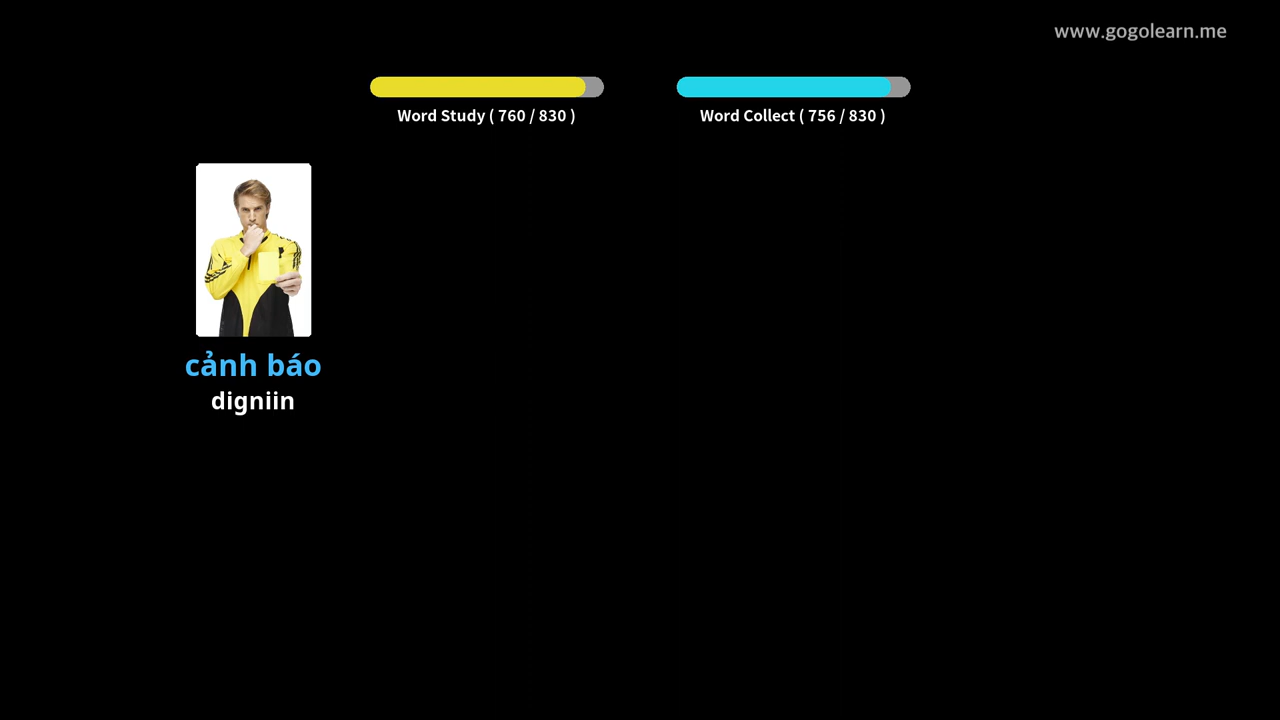 www.gogolearn.me
Word Study ( 760 / 830 )
Word Collect ( 756 / 830 )
cảnh báo
digniin